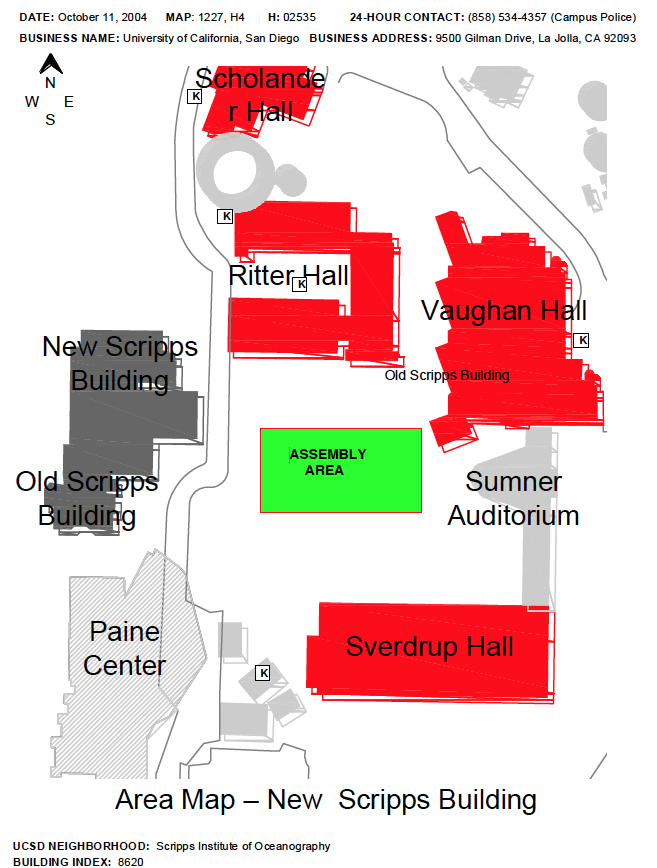 DATE: October 11, 2004 MAP: 1227, H4 H: 02535 24-HOUR CONTACT: (858) 534-4357 (Campus Police)
BUSINESS NAME: University of California, San Diego BUSINESS ADDRESS: 9500 Gilman Drive, La Jolla, CA 92093
N
W E
S
Scholande
r Hall
K
K
Ritter Hall
K
Vaughan Hall
K
New Scripps
Building
Old Scripps Building
ASSEMBLY
AREA
Old Scripps
Building
Sumner
Auditorium
Paine
Center
Sverdrup Hall
K
Area Map – New Scripps Building
UCSD NEIGHBORHOOD: Scripps Institute of Oceanography
BUILDING INDEX: 8620